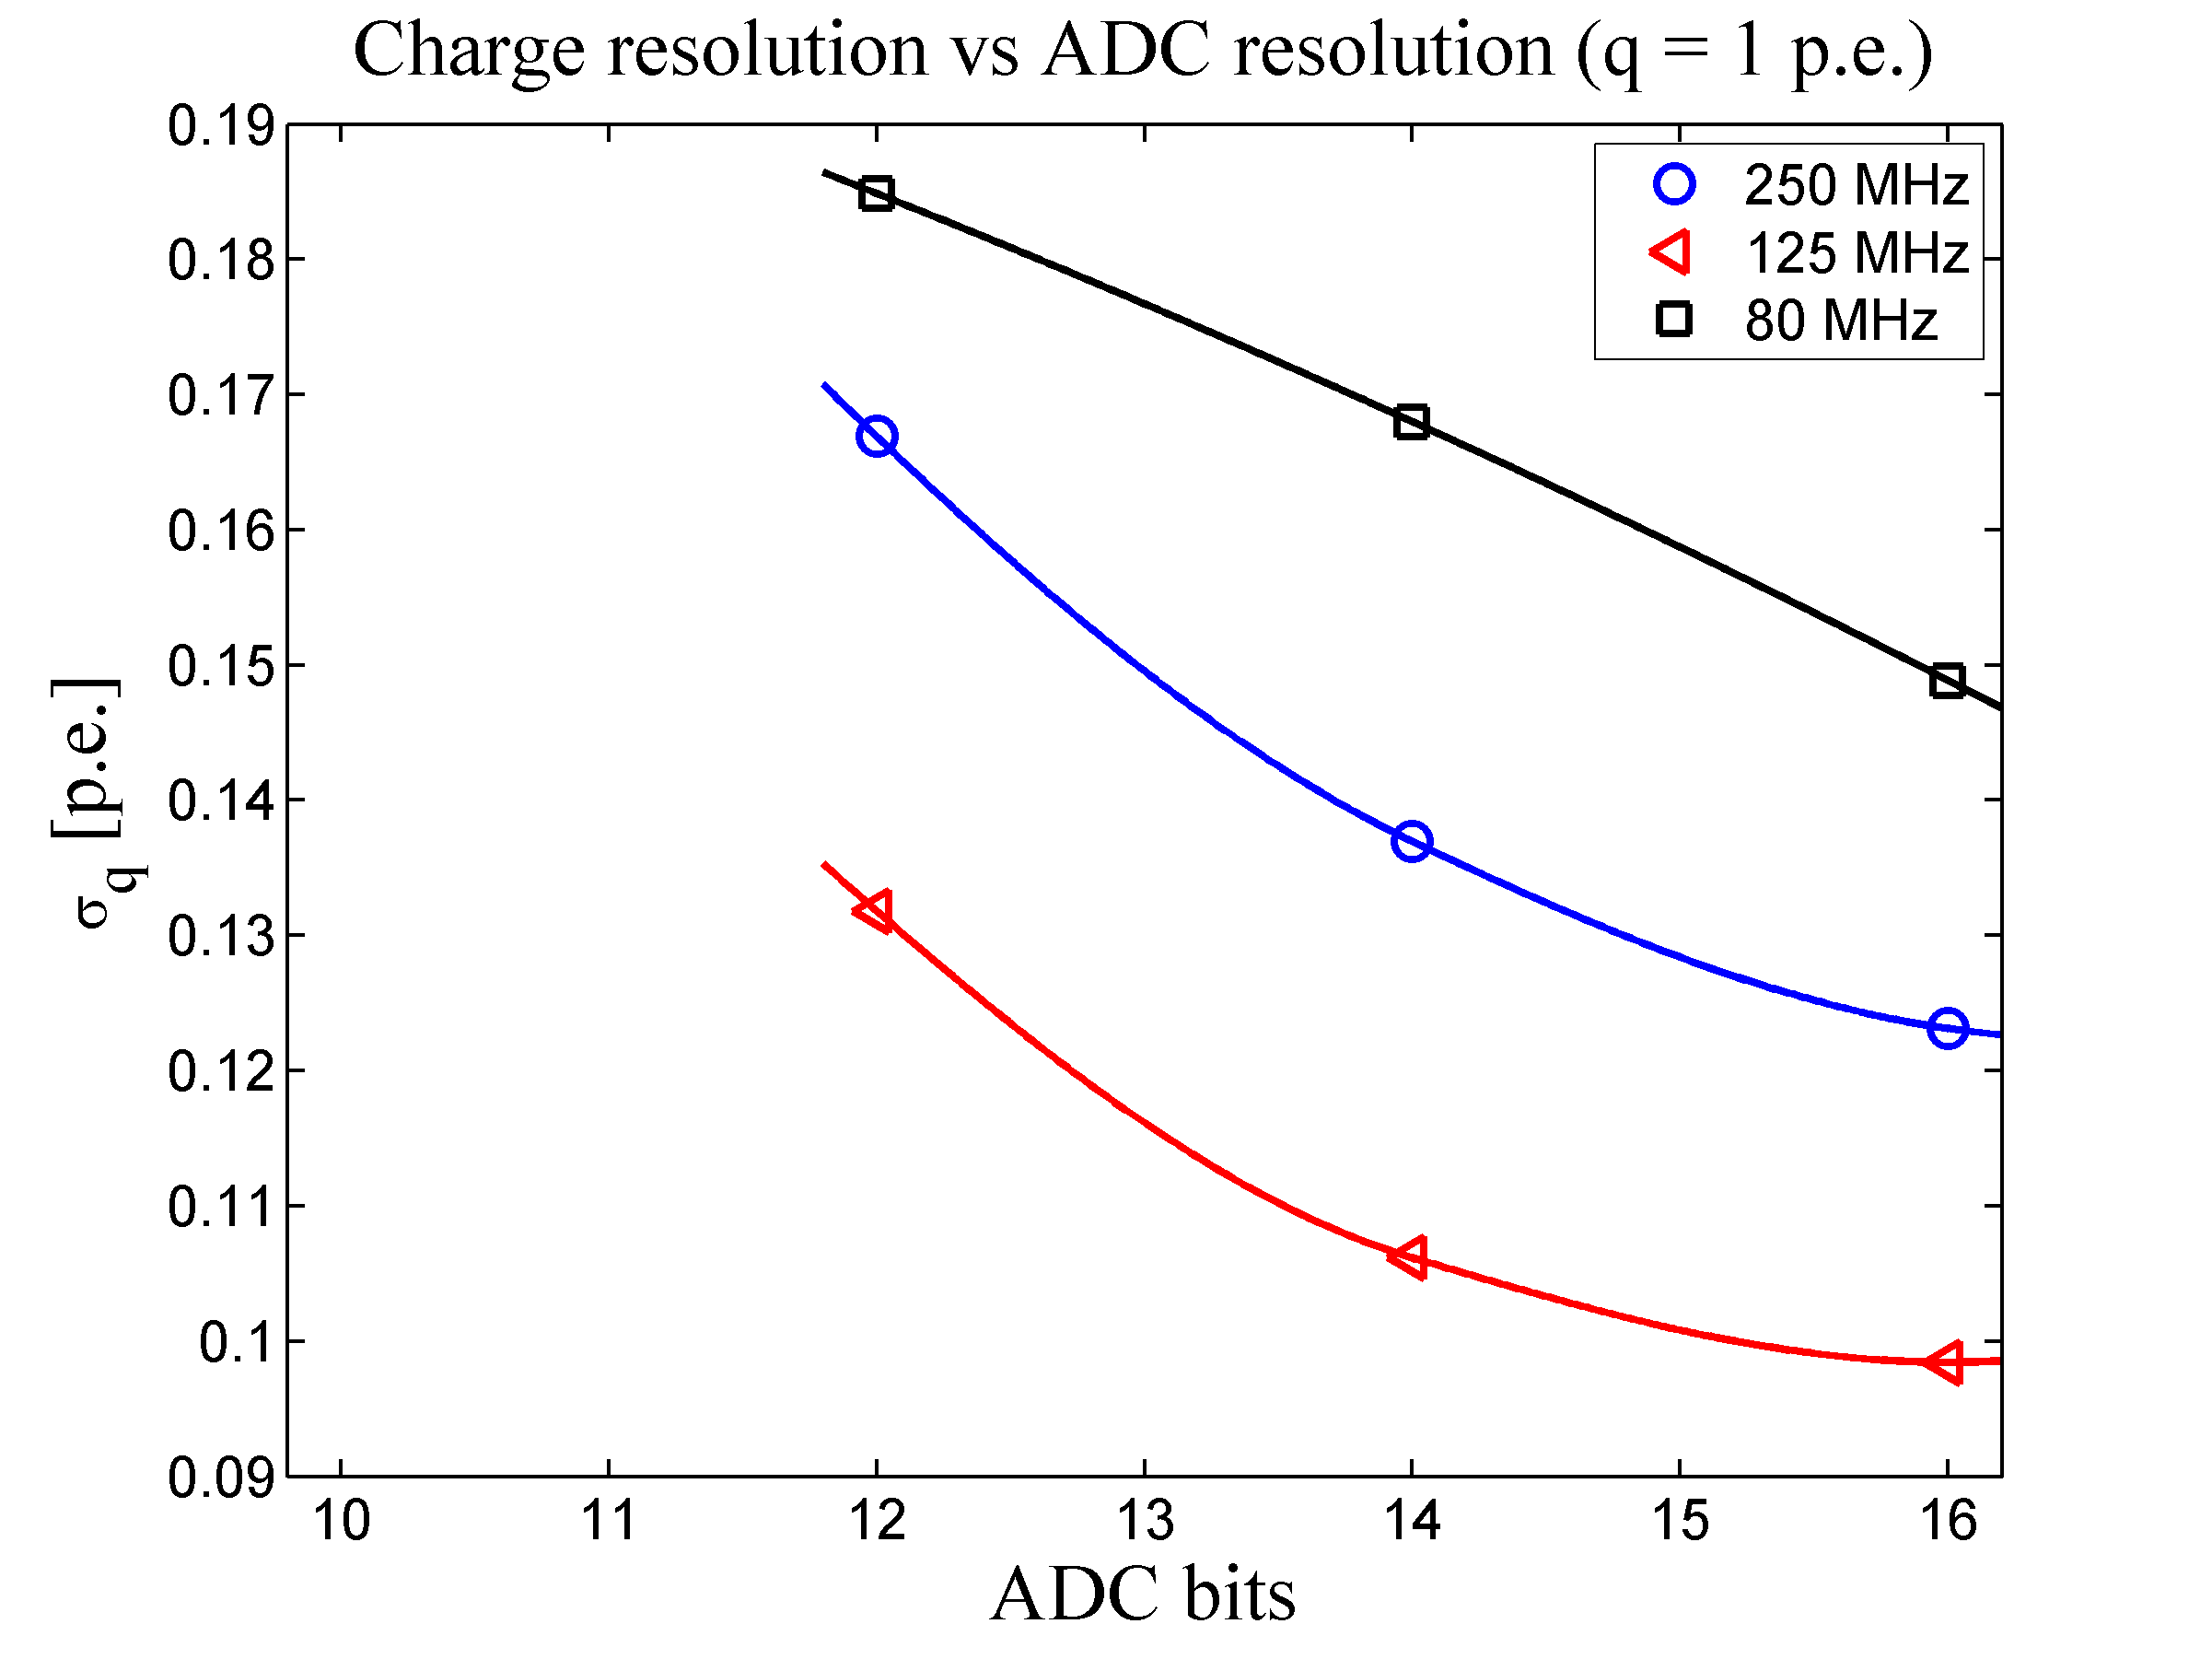 Charge resolution vs ADC resolution (q = 1 p.e.)
250 MHz
125 MHz
80 MHz
0.19
0.18
0.17
0.16
0.15
0.14
0.13
0.12
0.11
0.1
0.09
σq [p.e.]
10 11 12 13 14 15 16
ADC bits